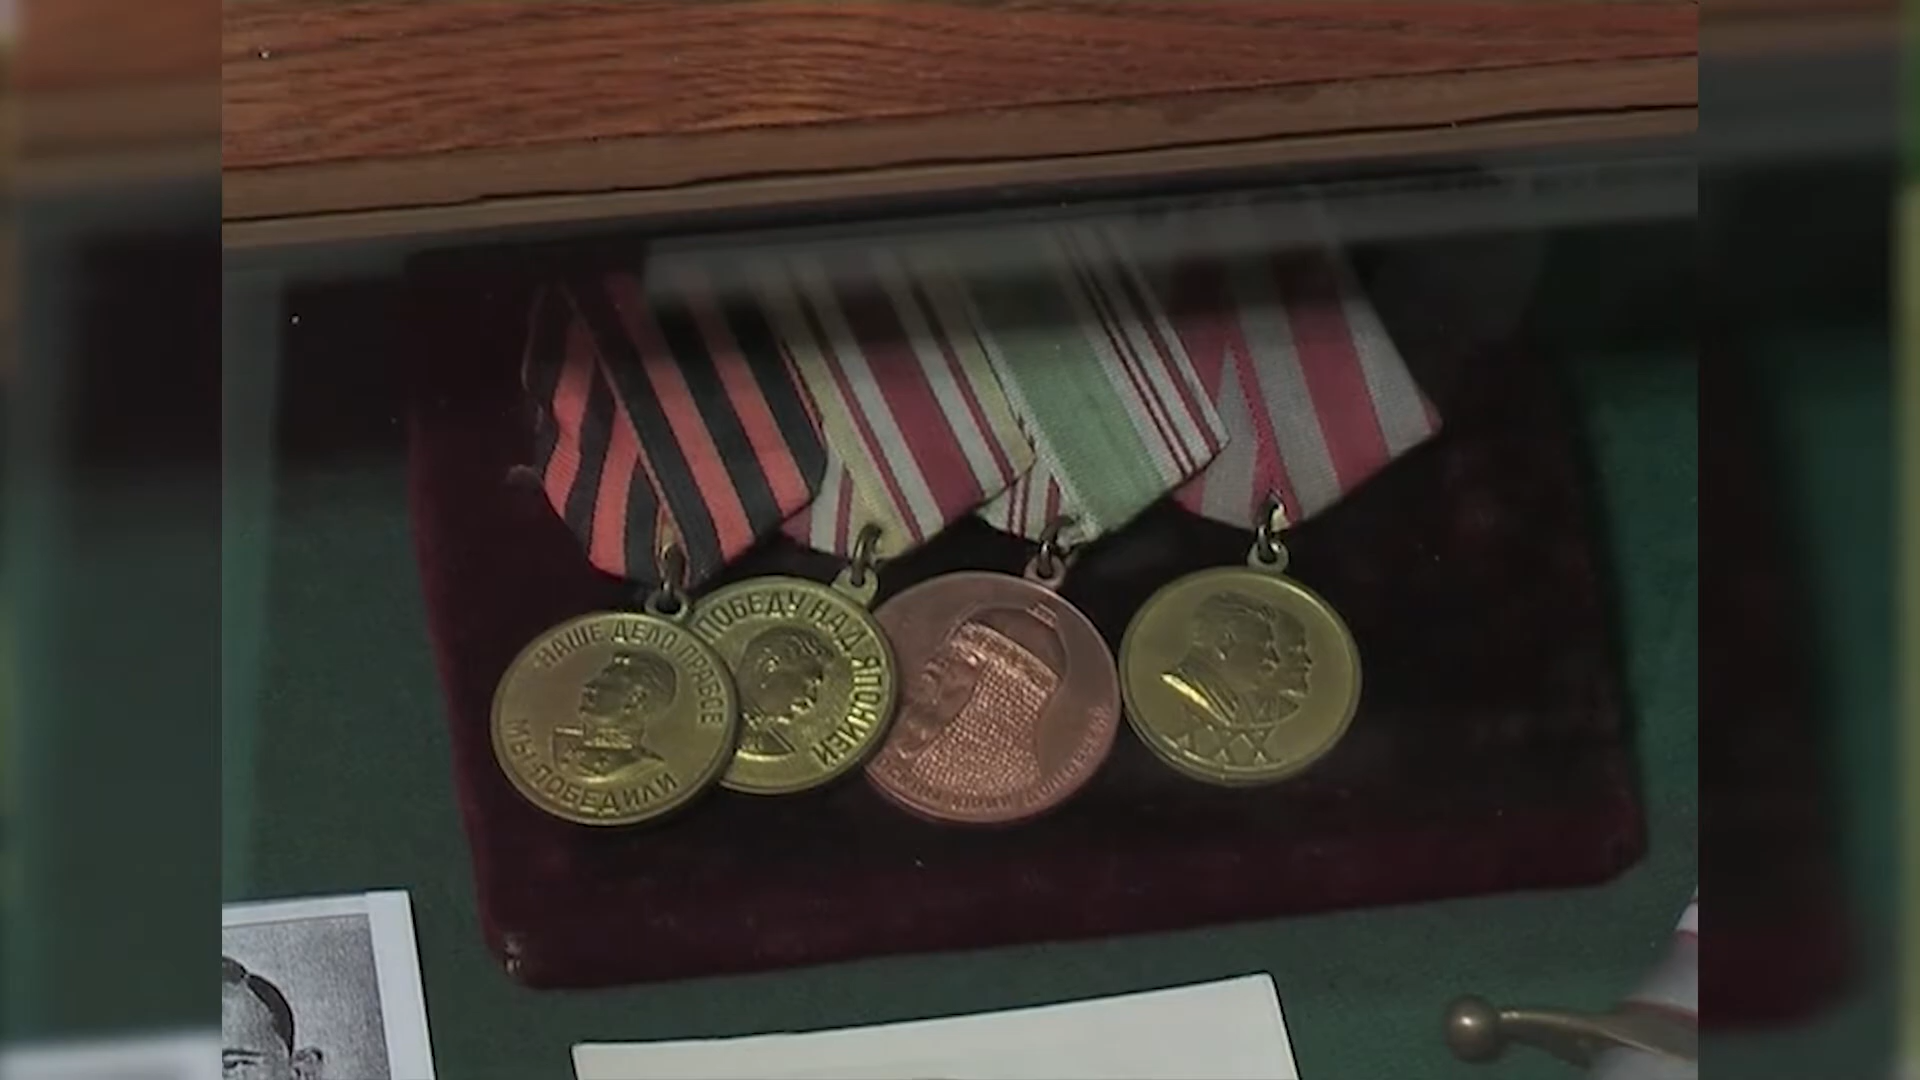 НАШЕ ДЕЛО ПРАВОЕ
МЫ ПОБЕДИЛИ
ПОБЕДУ НАД ЯПОНИЕЙ
XXX